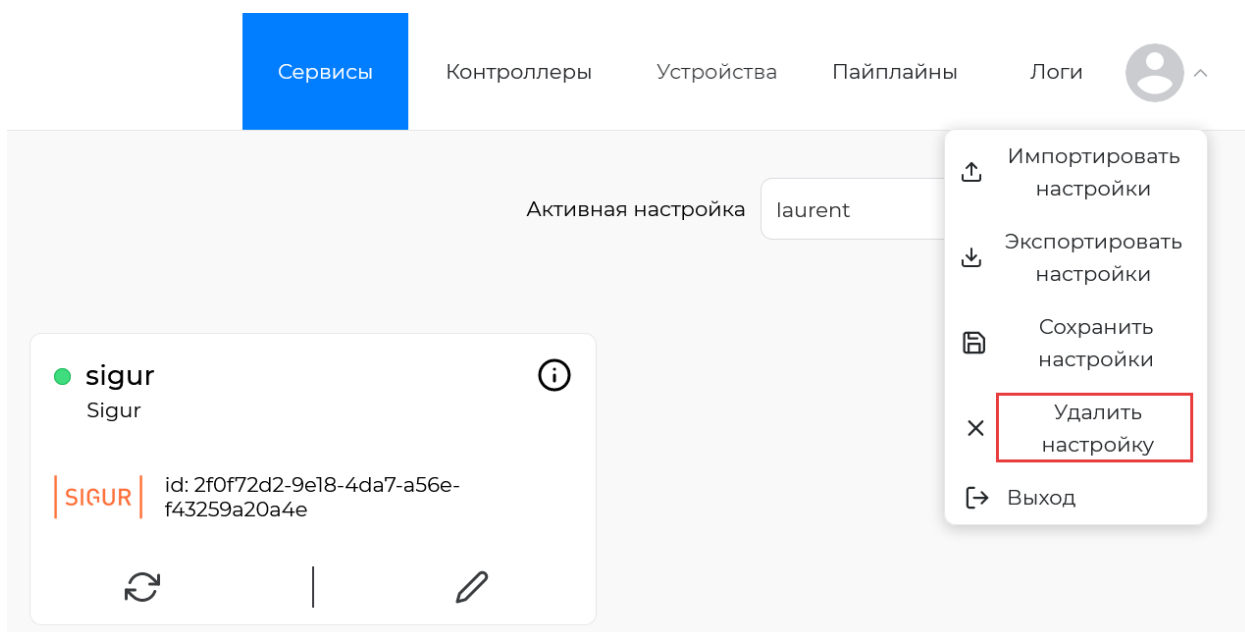 Сервисы Контроллеры Устройства Пайплайны Логи
Импортировать
настройки
Активная настройка laurent
Экспортировать
настройки
Сохранить
настройки
Удалить
настройку
Выход
sigur
Sigur
SIGUR
id: 2f0f72d2-9e18-4da7-a56e-
f43259a20a4e